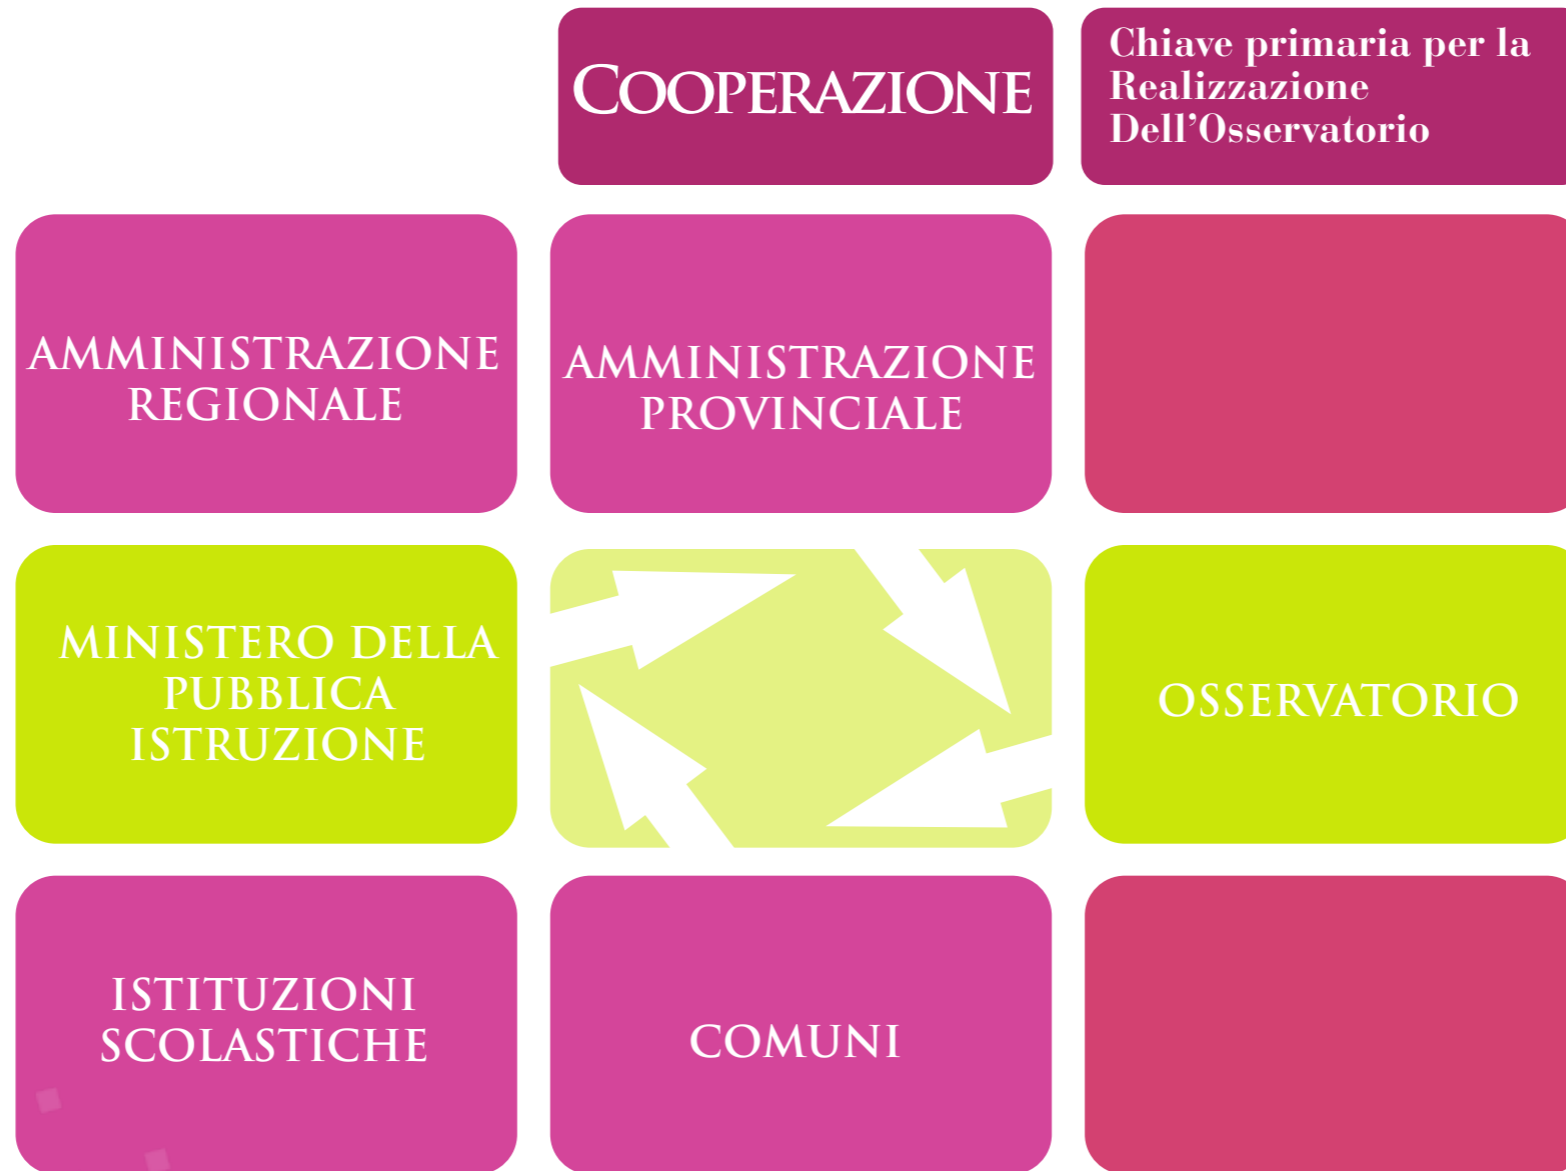 COOPERAZIONE
Chiave primaria per la
Realizzazione
Dell’Osservatorio
AMMINISTRAZIONE
REGIONALE
AMMINISTRAZIONE
PROVINCIALE
MINISTERO DELLA
PUBBLICA
ISTRUZIONE
OSSERVATORIO
ISTITUZIONI
SCOLASTICHE
COMUNI